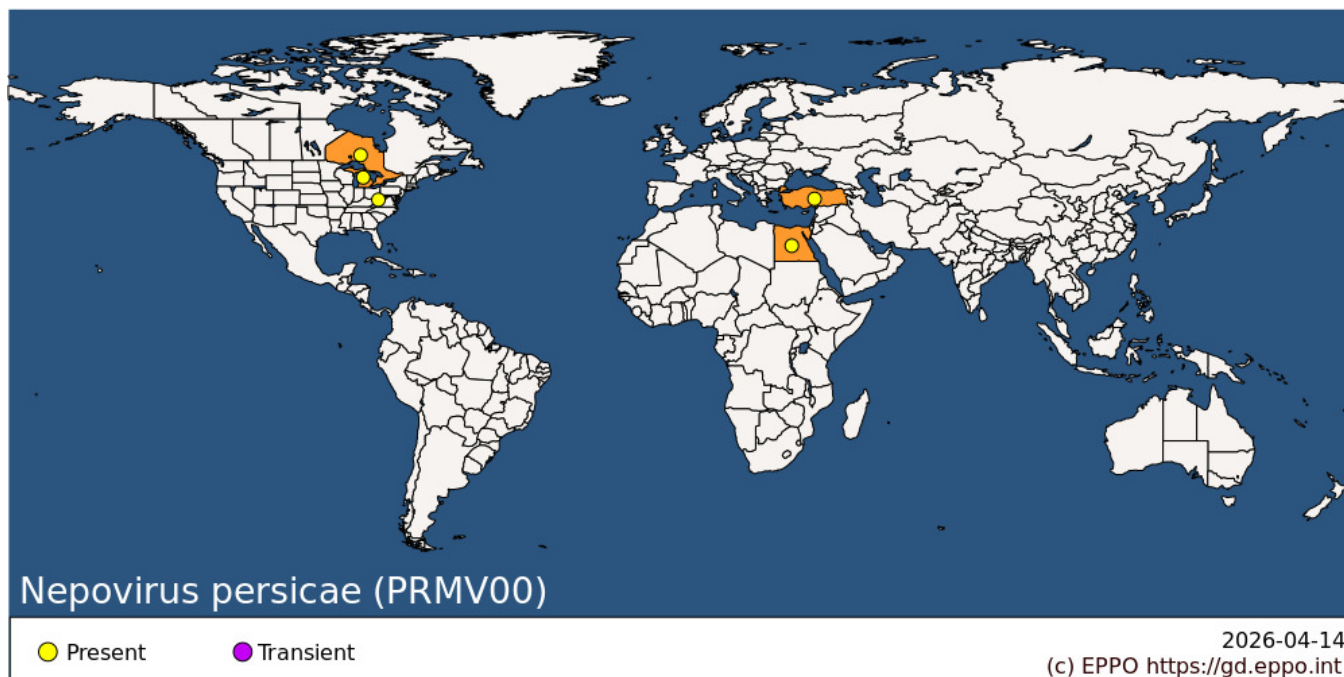 Nepovirus persicae (PRMV00)
Present
Transient
2026-04-14
(c) EPPO https://gd.eppo.int